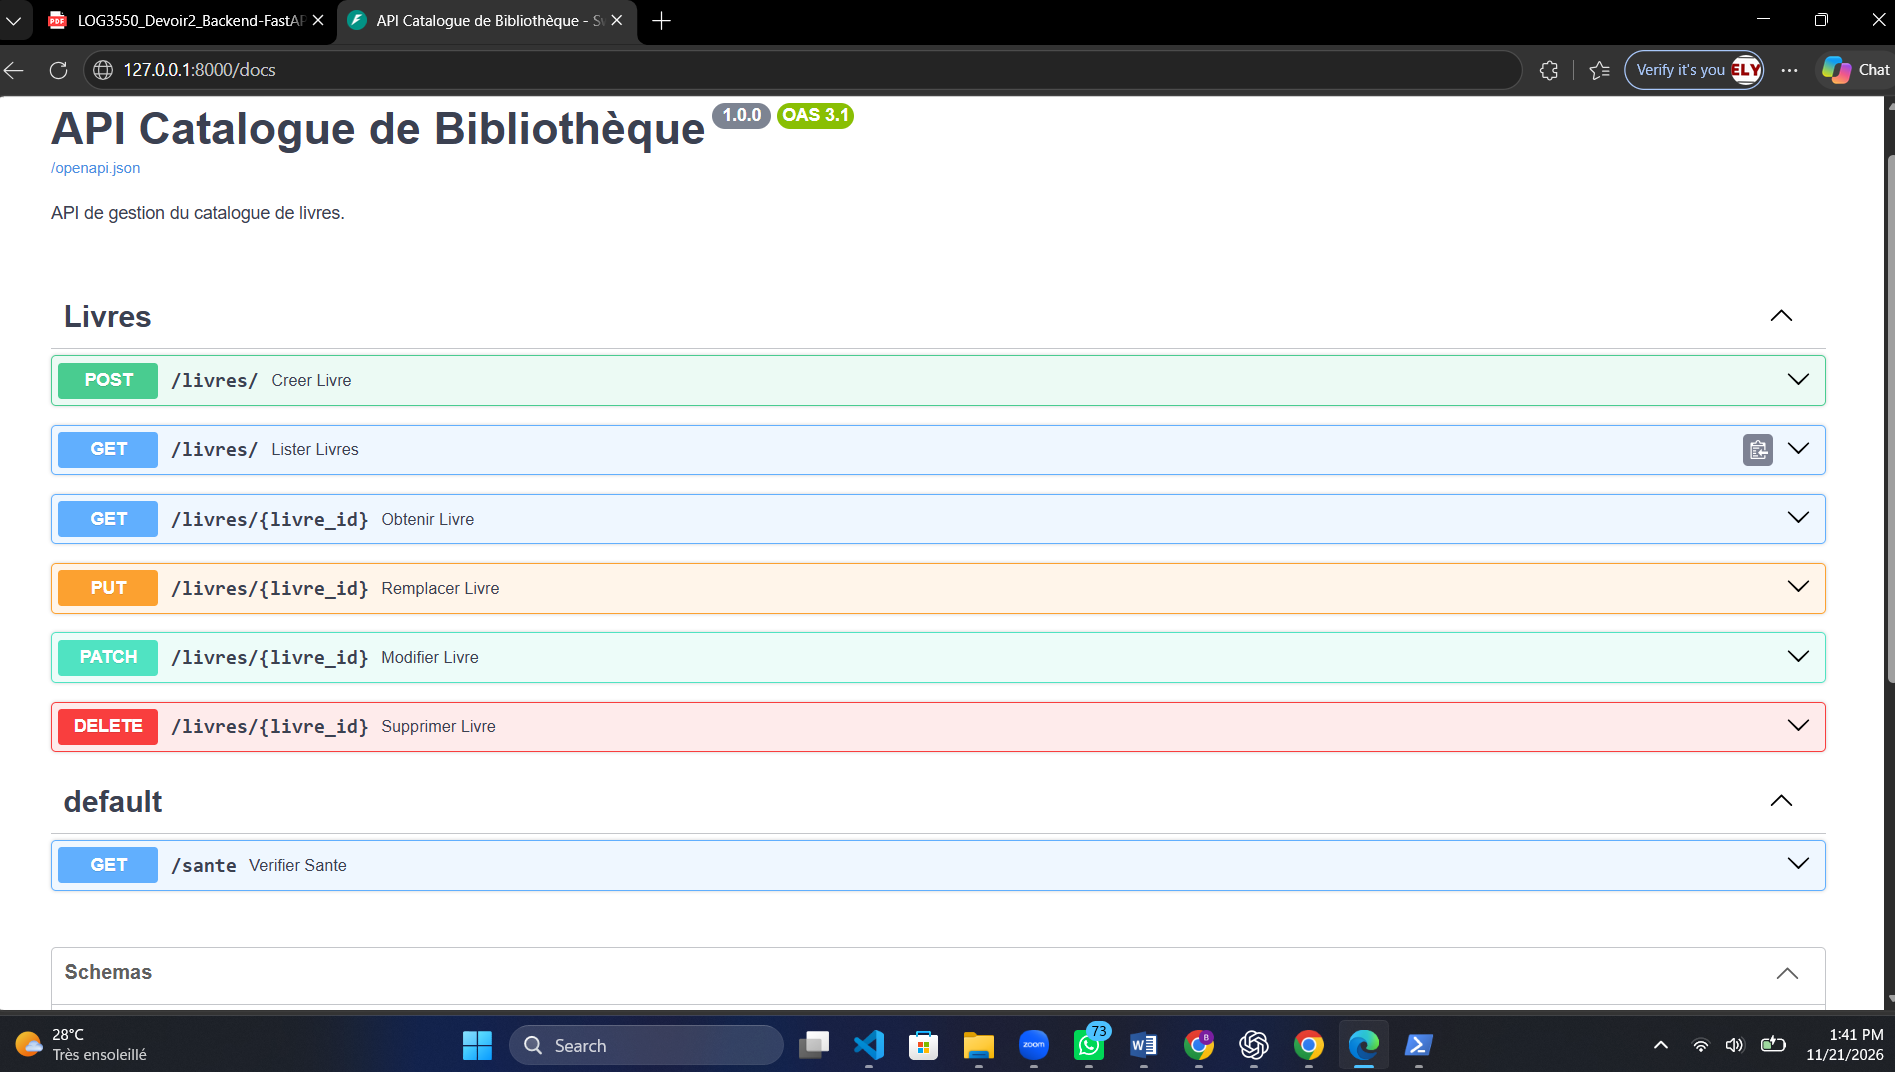 LOG3550_Devoir2_Backend-FastAP
API Catalogue de Bibliothèque - Sw
127.0.0.1:8000/docs
Verify it's you
ELY
Chat
API Catalogue de Bibliothèque
1.0.0
OAS 3.1
/openapi.json
API de gestion du catalogue de livres.
Livres
POST /livres/ Creer Livre
GET /livres/ Lister Livres
GET /livres/{livre_id} Obtenir Livre
PUT /livres/{livre_id} Remplacer Livre
PATCH /livres/{livre_id} Modifier Livre
DELETE /livres/{livre_id} Supprimer Livre
default
GET /sante Verifier Sante
Schemas
28°C
Très ensoleillé
Search
zoom
73
W
B
1:41 PM
11/21/2026